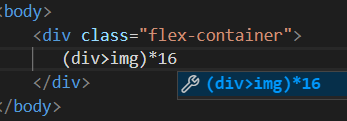 <body>
<div class="flex-container">
(div>img)*16
(div>img)*16
</div>
</body>